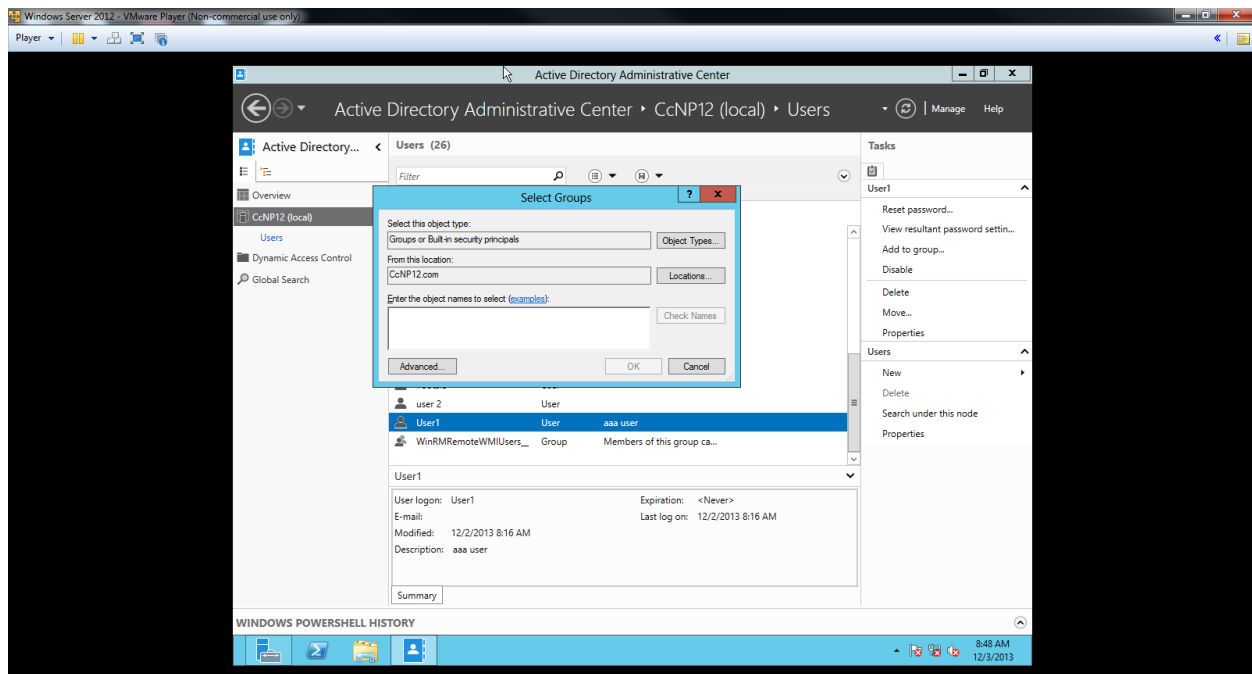 Windows Server 2012 - VMware Player (Non-commercial use only)
Player
Active Directory Administrative Center
Active Directory Administrative Center ‣ CcNP12 (local) ‣ Users
Manage
Help
Active Directory...
Overview
CcNP12 (local)
Users
Dynamic Access Control
Global Search
Users (26)
Filter
Select Groups
Select this object type:
Groups or Built-in security principals
Object Types...
From this location:
CcNP12.com
Locations...
Enter the object names to select (examples):
Check Names
Advanced...
OK
Cancel
user 2 User
User1 User aaa user
WinRMRemoteWMIUsers__ Group Members of this group ca...
User1
User logon: User1
Expiration: <Never>
E-mail:
Last log on: 12/2/2013 8:16 AM
Modified: 12/2/2013 8:16 AM
Description: aaa user
Summary
Tasks
User1
Reset password...
View resultant password settin...
Add to group...
Disable
Delete
Move...
Properties
Users
New
Delete
Search under this node
Properties
WINDOWS POWERSHELL HISTORY
8:48 AM
12/3/2013